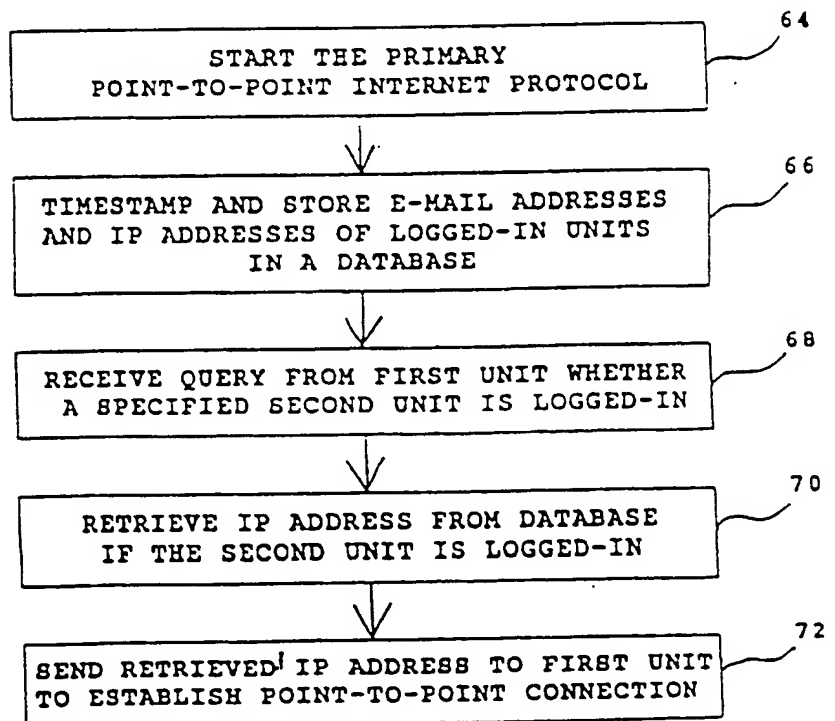 64
START THE PRIMARY
POINT-TO-POINT INTERNET PROTOCOL
66
TIMESTAMP AND STORE E-MAIL ADDRESSES
AND IP ADDRESSES OF LOGGED-IN UNITS
IN A DATABASE
68
RECEIVE QUERY FROM FIRST UNIT WHETHER
A SPECIFIED SECOND UNIT IS LOGGED-IN
70
RETRIEVE IP ADDRESS FROM DATABASE
IF THE SECOND UNIT IS LOGGED-IN
72
SEND RETRIEVED IP ADDRESS TO FIRST UNIT
TO ESTABLISH POINT-TO-POINT CONNECTION